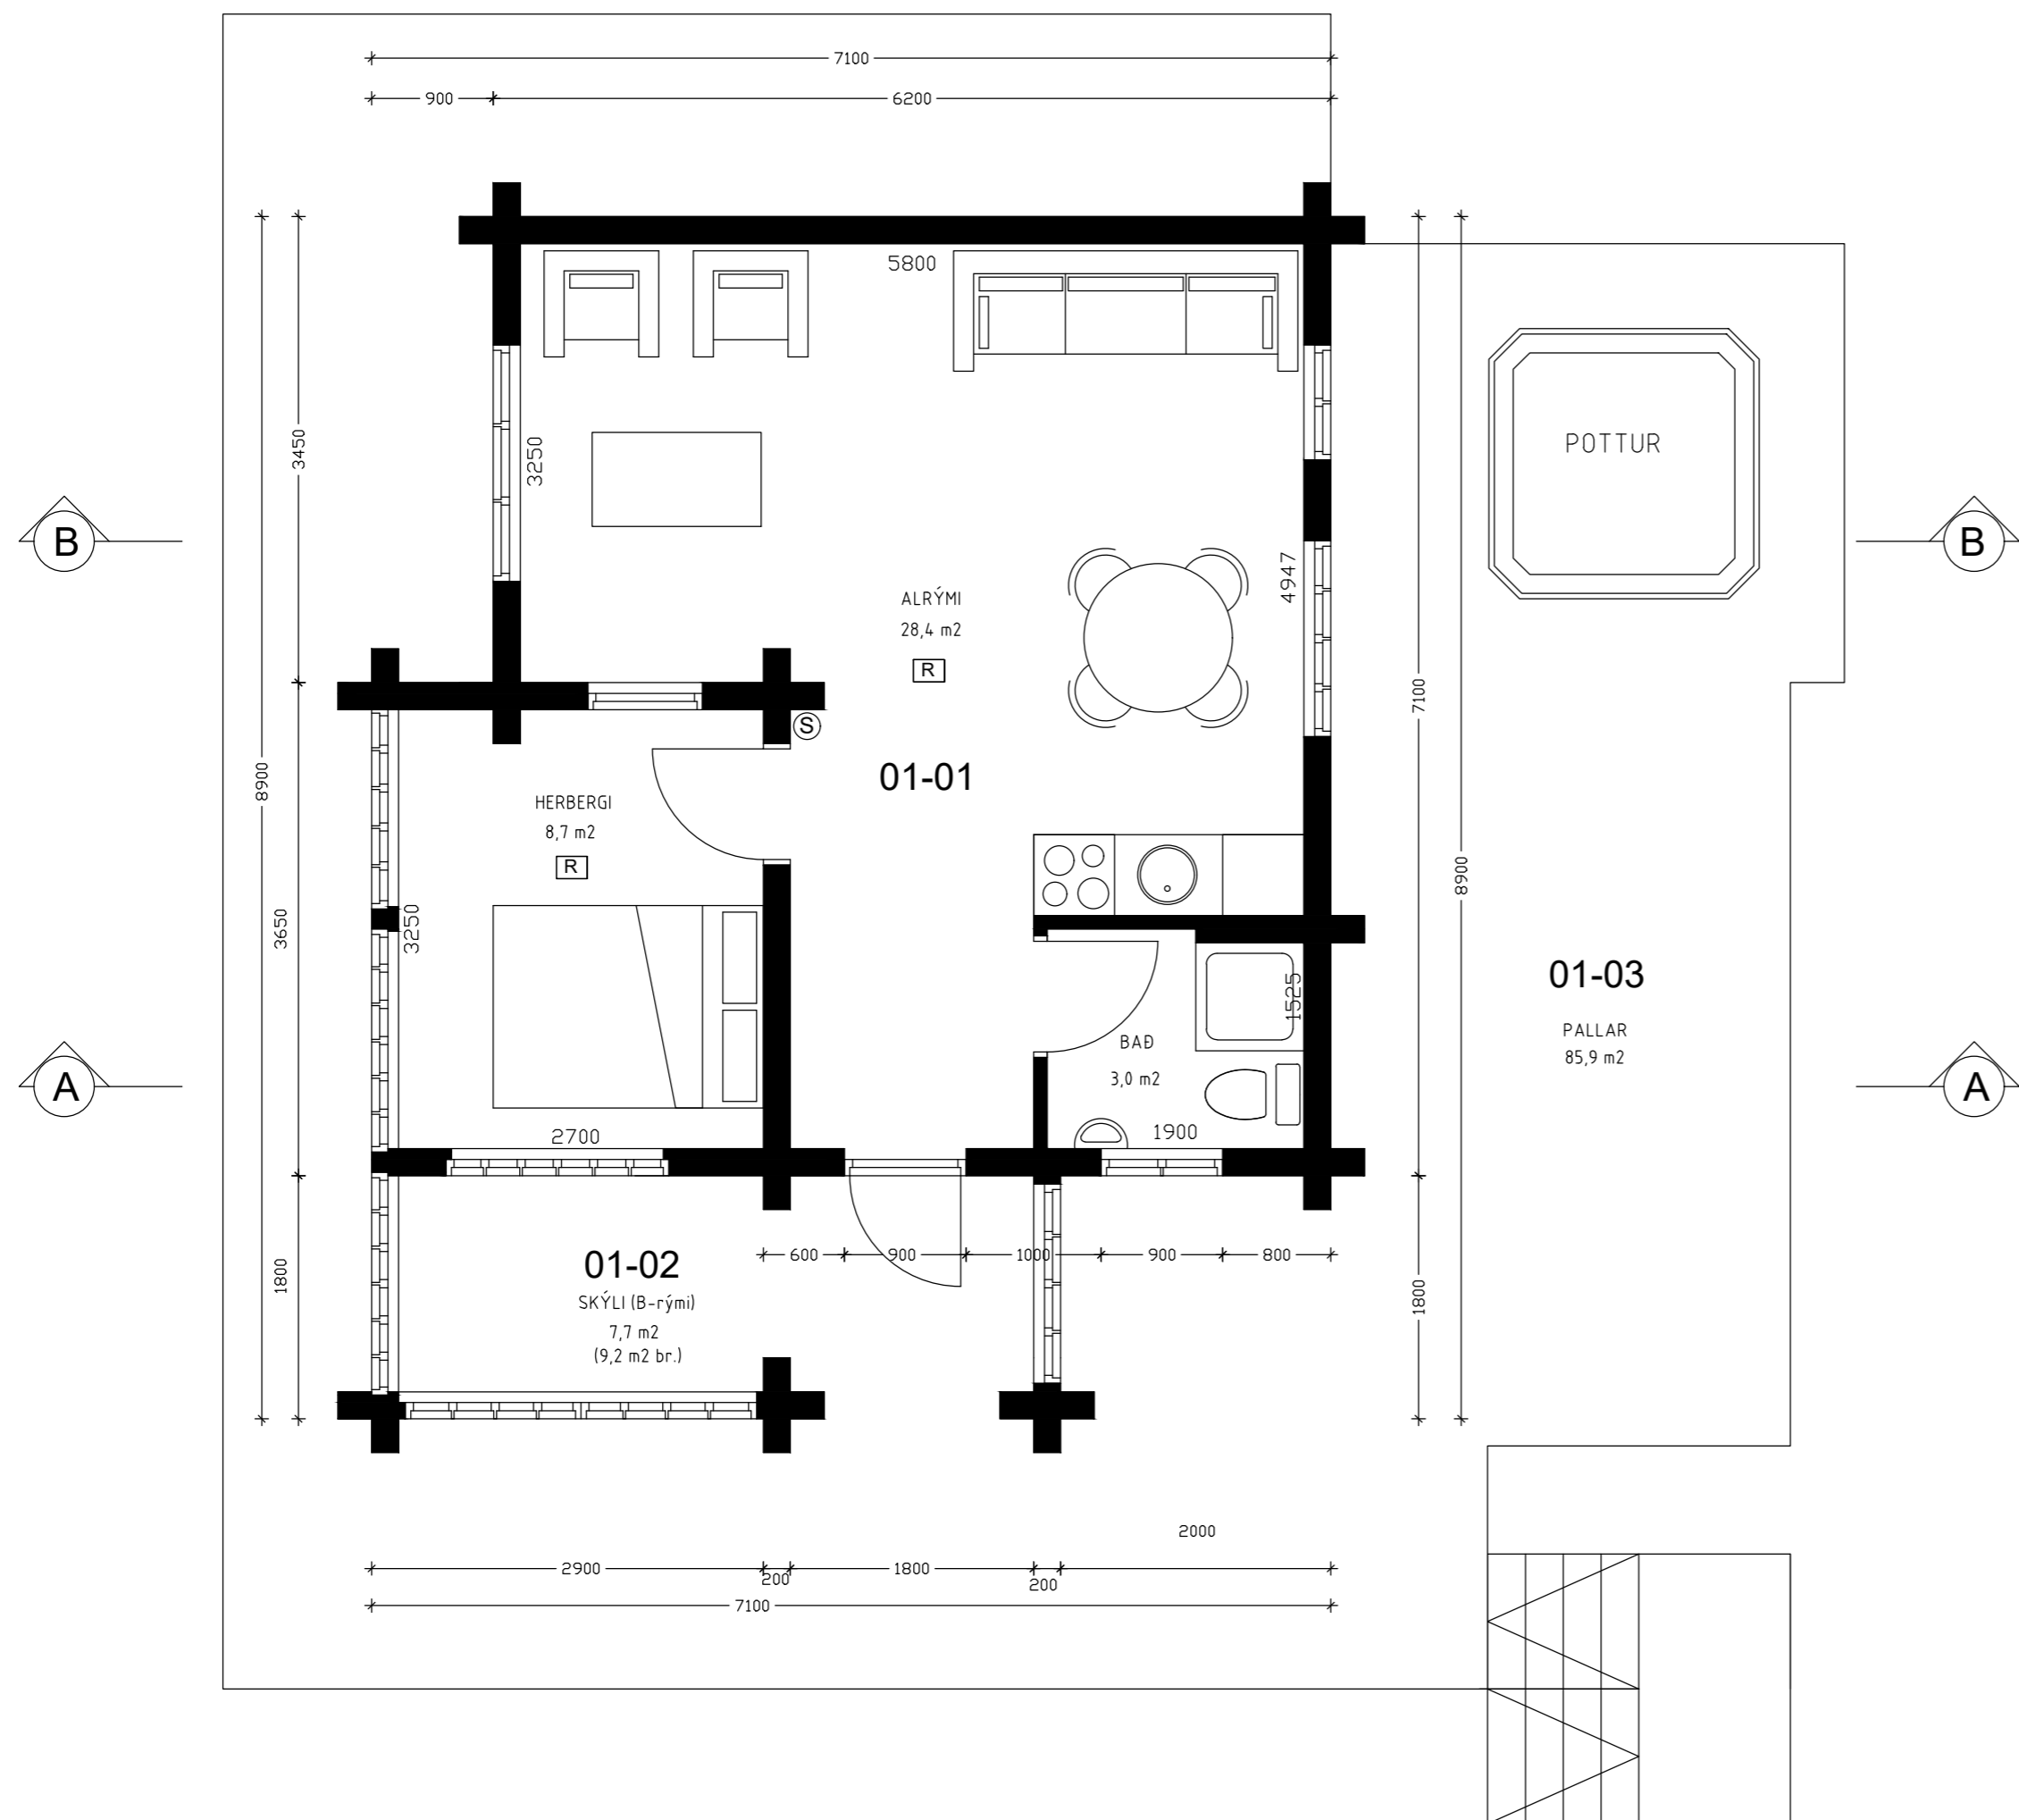 7100
900
6200
5800
3450
3250
POTTUR
B
B
ALRÝMI
28,4 m2
R
4947
S
7100
8900
01-01
HERBERGI
8,7 m2
R
8900
3650
3250
01-03
PALLAR
85,9 m2
1525
BAÐ
3,0 m2
A
A
2700
1900
600
900
1000
900
800
01-02
SKÝLI (B-rými)
7,7 m2
(9,2 m2 br.)
1800
1800
2000
2900
200
1800
200
7100